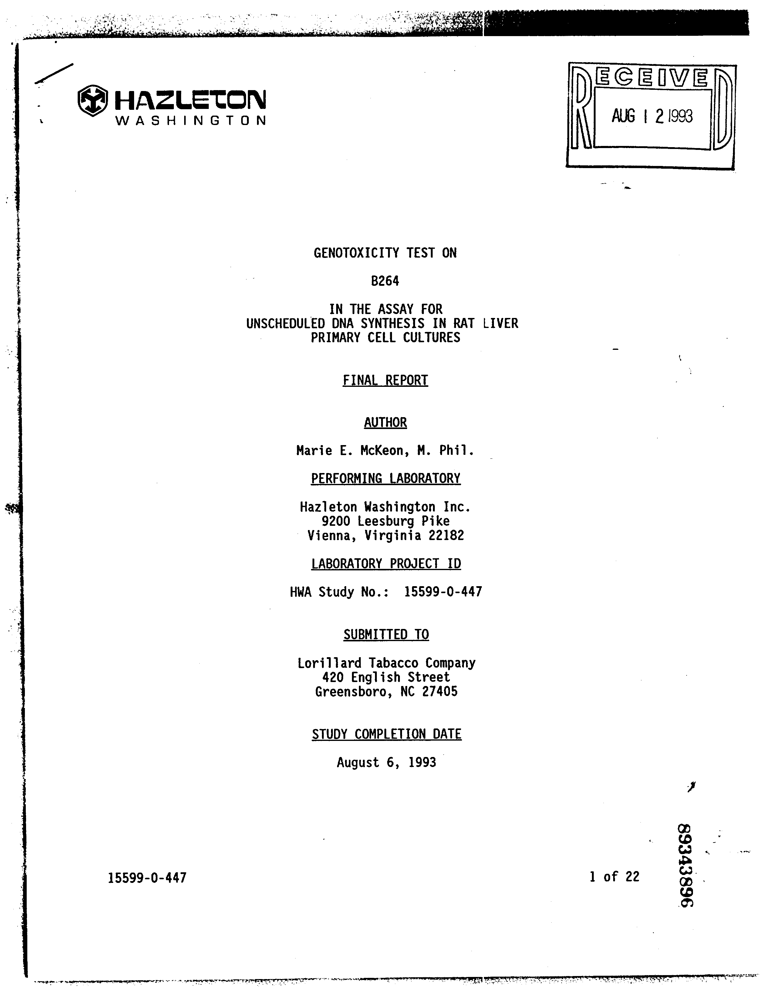 HAZLETON
WASHINGTON
RECEIVED
AUG 12 1993
GENOTOXICITY TEST ON
B264
IN THE ASSAY FOR
UNSCHEDULED DNA SYNTHESIS IN RAT LIVER
PRIMARY CELL CULTURES
FINAL REPORT
AUTHOR
Marie E. McKeon, M. Phil.
PERFORMING LABORATORY
Hazleton Washington Inc.
9200 Leesburg Pike
Vienna, Virginia 22182
LABORATORY PROJECT ID
HWA Study No.: 15599-0-447
SUBMITTED TO
Lorillard Tabacco Company
420 English Street
Greensboro, NC 27405
STUDY COMPLETION DATE
August 6, 1993
15599-0-447
1 of 22
89343896